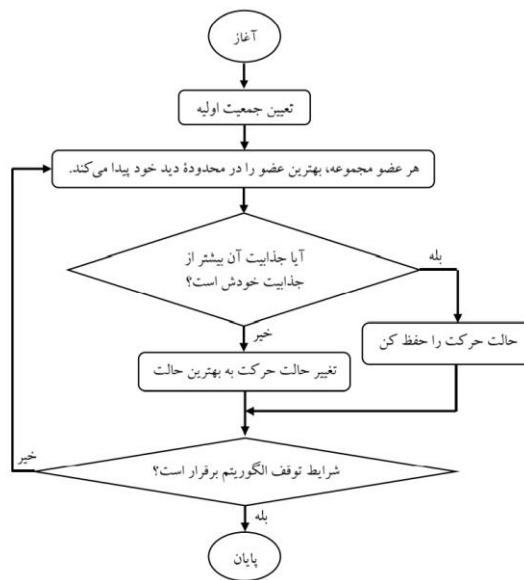 آغاز
تعیین جمعیت اولیه
هر عضو مجموعه، بهترین عضو را در محدودۀ دید خود پیدا می‌کند.
آیا جذابیت آن بیشتر از
جذابیت خودش است؟
بله
خیر
حالت حرکت را حفظ کن
تغییر حالت حرکت به بهترین حالت
شرایط توقف الگوریتم برقرار است؟
خیر
بله
پایان